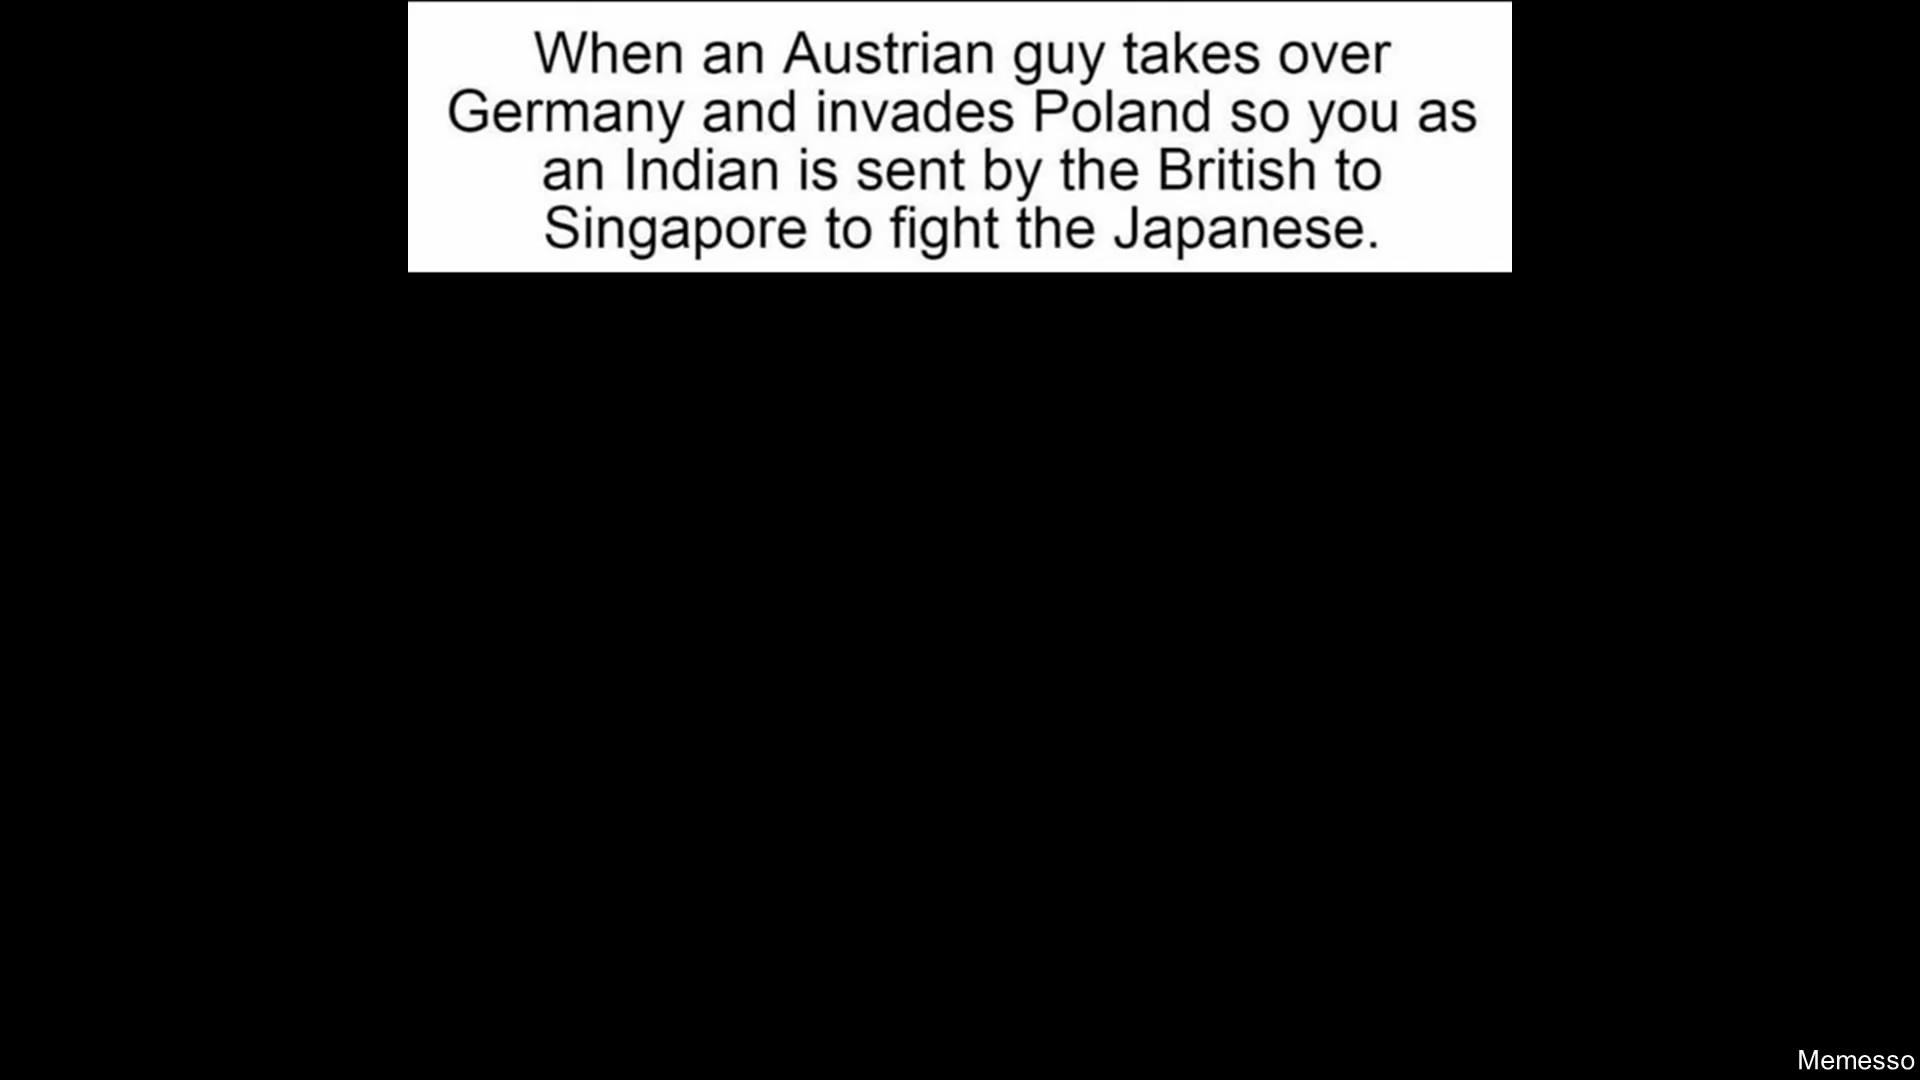 When an Austrian guy takes over
Germany and invades Poland so you as
an Indian is sent by the British to
Singapore to fight the Japanese.
Memesso